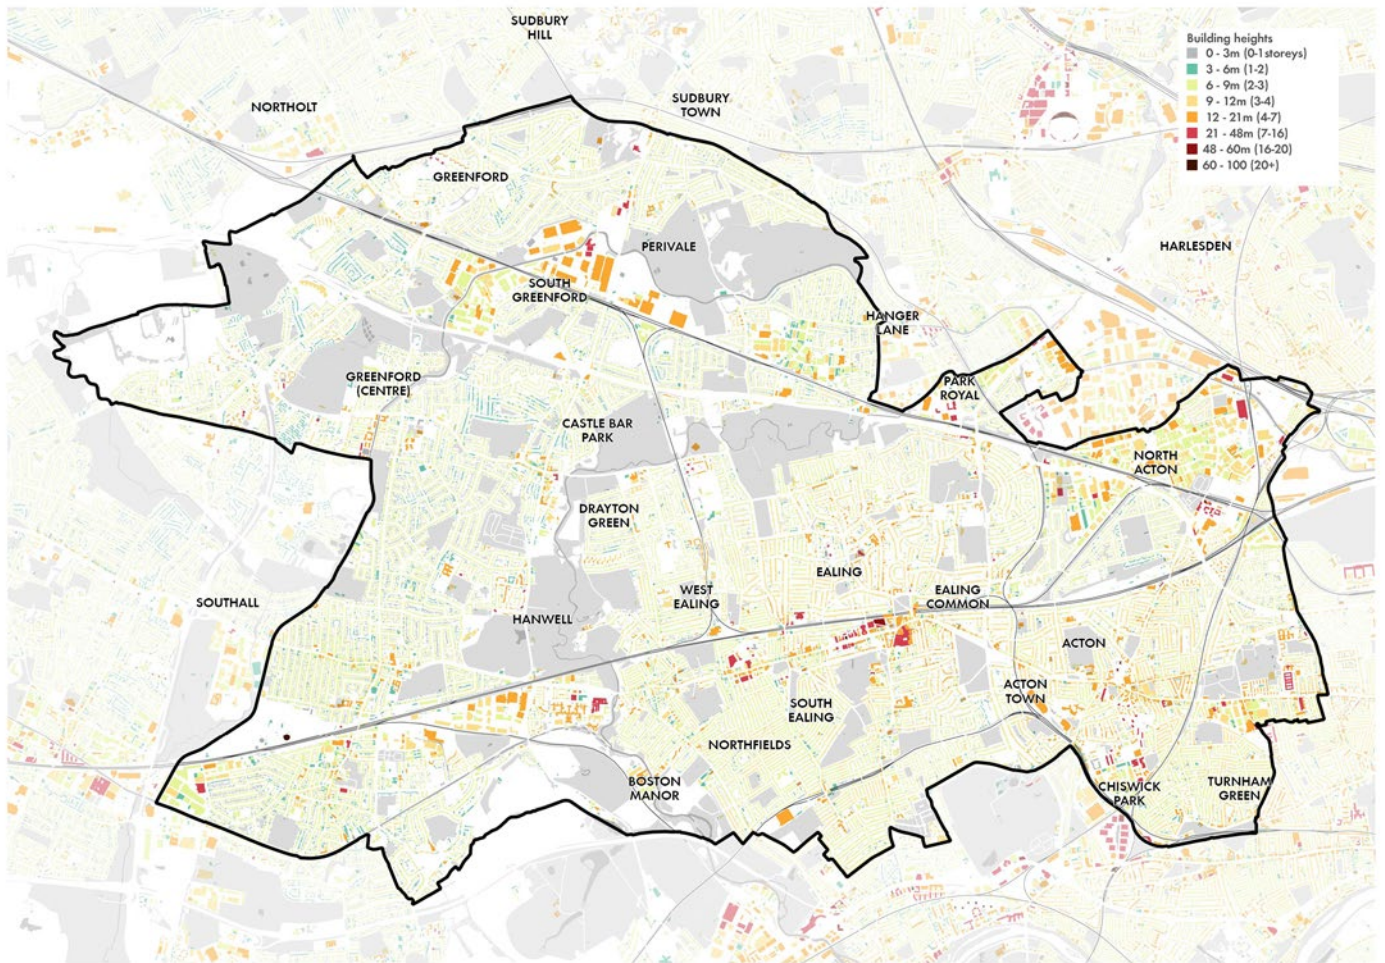 SUDBURY
HILL
Building heights
0 - 3m (0-1storeys)
3 - 6m (1-2)
6 - 9m (2-3)
9 - 12m (3-4)
12 - 21m (4-7)
21 - 48m (7-16)
48 - 60m (16-20)
60 - 100 (20+)
NORTHOLT
SUDBURY
TOWN
GREENFORD
PERIVALE
HARLESDEN
SOUTH
GREENFORD
HANGER
LANE
GREENFORD
(CENTRE)
PARK
ROYAL
CASTLE BAR
PARK
NORTH
ACTON
DRAYTON
GREEN
EALING
WEST
EALING
EALING
COMMON
SOUTHALL
HANWELL
ACTON
ACTON
TOWN
SOUTH
EALING
NORTHFIELDS
BOSTON
MANOR
CHISWICK
PARK
TURNHAM
GREEN